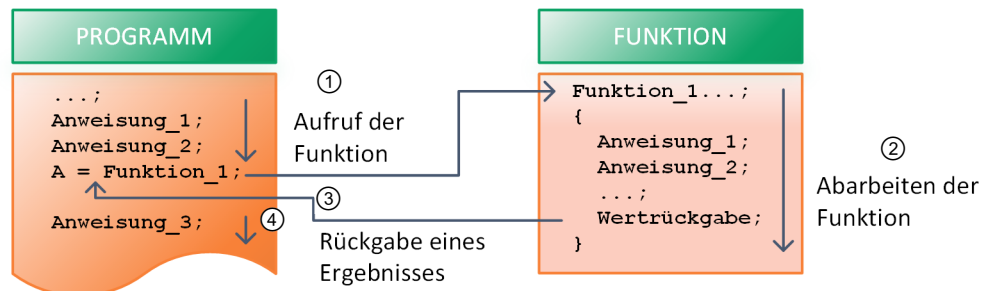 PROGRAMM
...;
Anweisung_1;
Anweisung_2;
A = Funktion_1;
Anweisung_3;
①
Aufruf der
Funktion
③
④
Rückgabe eines
Ergebnisses
FUNKTION
Funktion_1...;
{
Anweisung_1;
Anweisung_2;
...;
Wertrückgabe;
}
②
Abarbeiten der
Funktion